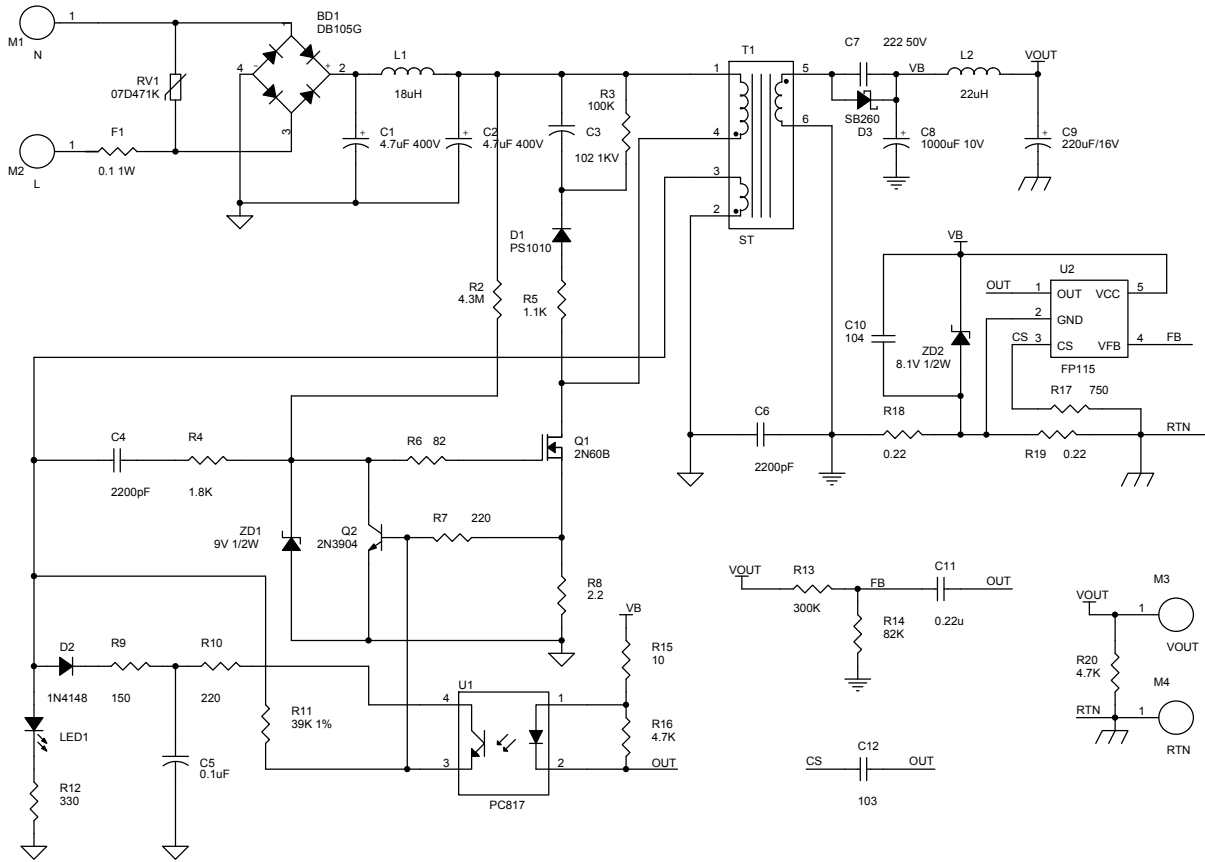 M1
1
N
BD1
DB105G
RV1
07D471K
1
4
2
3
-
+
M2
1
L
F1
0.1 1W
L1
18uH
C1
4.7uF 400V
+
C2
4.7uF 400V
+
C3
102 1KV
R3
100K
T1
1
4
3
2
5
6
ST
C7
222 50V
VB
L2
22uH
VOUT
SB260
D3
C8
1000uF 10V
+
C9
220uF/16V
+
D1
PS1010
R2
4.3M
R5
1.1K
VB
C10
104
ZD2
8.1V 1/2W
U2
OUT
1
2
CS
3
OUT
GND
CS
VCC
VFB
5
4
FB
FP115
R17
750
R18
0.22
R19
0.22
RTN
C6
2200pF
C4
2200pF
R4
1.8K
R6
82
Q1
2N60B
ZD1
9V 1/2W
Q2
2N3904
R7
220
R8
2.2
D2
1N4148
R9
150
R10
220
LED1
R12
330
C5
0.1uF
R11
39K 1%
U1
4
3
1
2
PC817
VB
R15
10
R16
4.7K
OUT
VOUT
R13
300K
FB
C11
0.22u
OUT
R14
82K
CS
C12
OUT
103
M3
VOUT
1
VOUT
R20
4.7K
M4
RTN
1
RTN